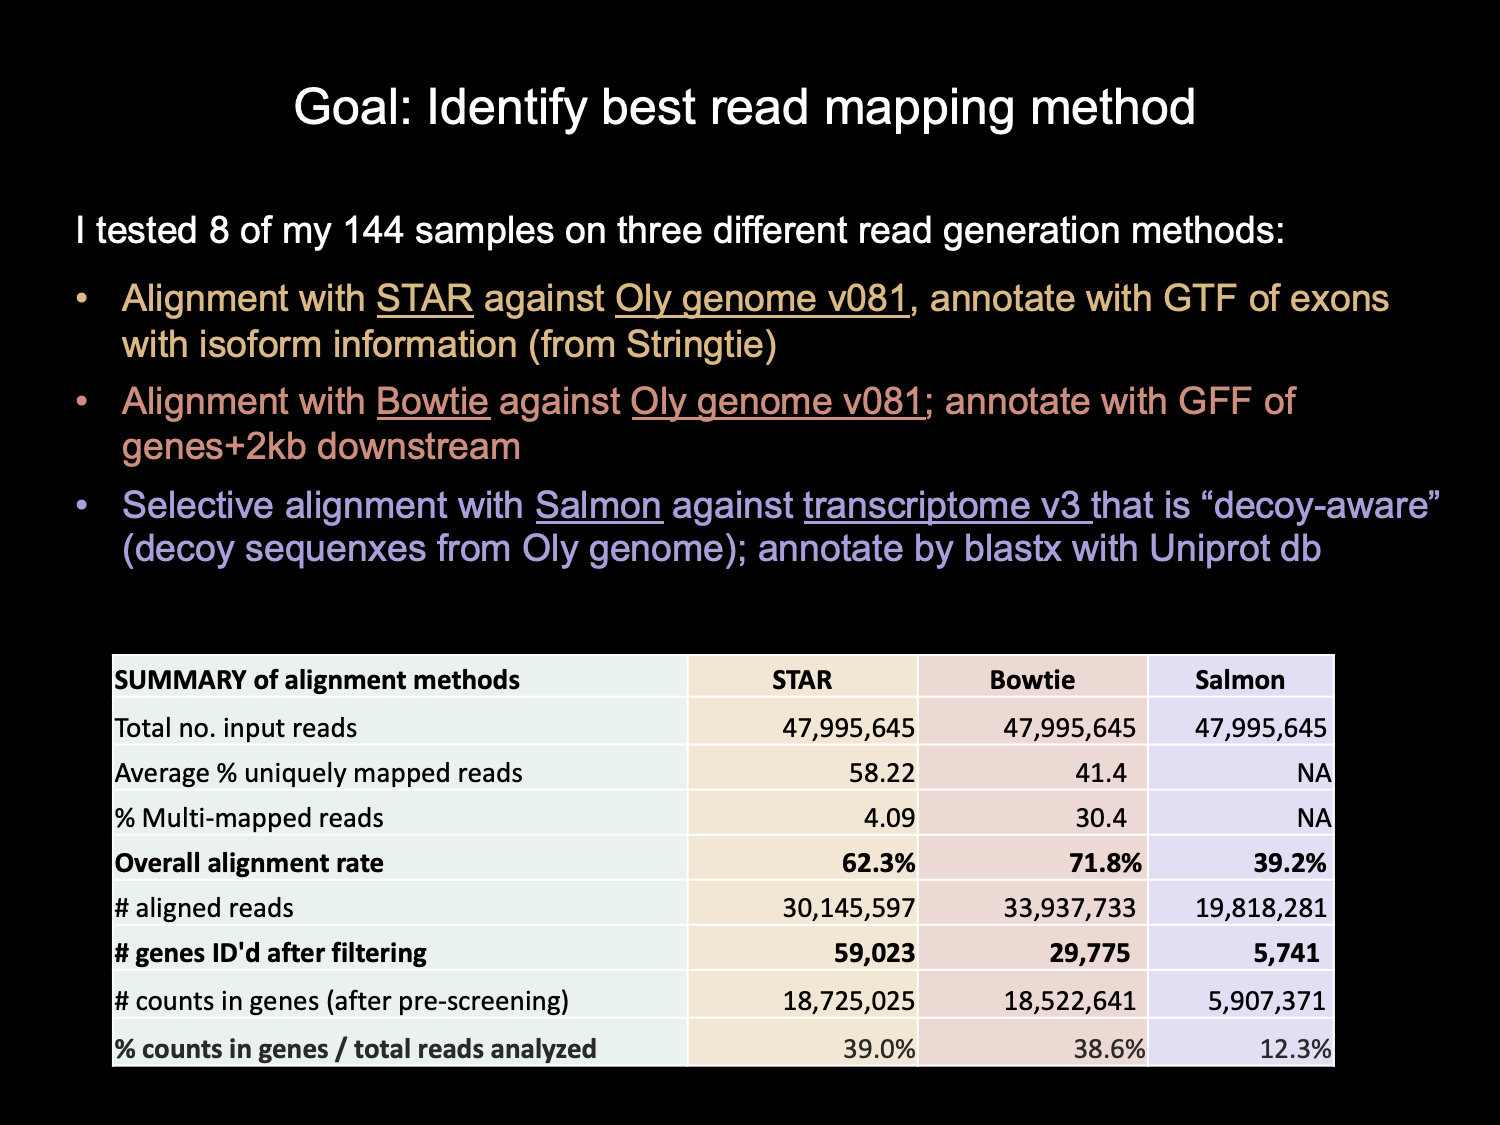 Goal: Identify best read mapping method
I tested 8 of my 144 samples on three different read generation methods:
• Alignment with STAR against Oly genome v081, annotate with GTF of exons
with isoform information (from Stringtie)
• Alignment with Bowtie against Oly genome v081; annotate with GFF of
genes+2kb downstream
• Selective alignment with Salmon against transcriptome v3 that is “decoy-aware”
(decoy sequenxes from Oly genome); annotate by blastx with Uniprot db
SUMMARY of alignment methods STAR Bowtie Salmon
Total no. input reads 47,995,645 47,995,645 47,995,645
Average % uniquely mapped reads 58.22 41.4 NA
% Multi-mapped reads 4.09 30.4 NA
Overall alignment rate 62.3% 71.8% 39.2%
# aligned reads 30,145,597 33,937,733 19,818,281
# genes ID'd after filtering 59,023 29,775 5,741
# counts in genes (after pre-screening) 18,725,025 18,522,641 5,907,371
% counts in genes / total reads analyzed 39.0% 38.6% 12.3%